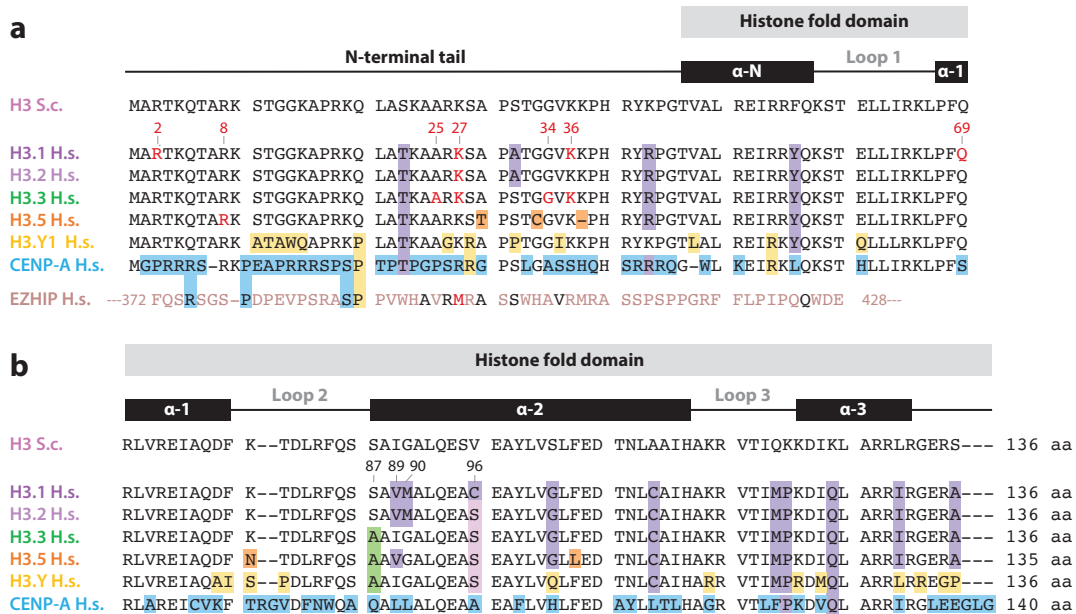 a
Histone fold domain
N-terminal tail
α-N
Loop 1
α-1
H3 S.c. MARTKQTARK STGGKAPRKQ LASKAARKSA PSTGGVKKPH RYKPGTVALR EIRRFQKST ELLIRKLPFQ
2 8 25 27 34 36 69
H3.1 H.s. MARTKQTARK STGGKAPRKQ LATKAARKSA PATGGVKKPH RYRPGTVAL REIRRYQKST ELLIRKLPFQ
H3.2 H.s. MARTKQTARK STGGKAPRKQ LATKAARKSA PATGGVKKPH RYRPGTVAL REIRRYQKST ELLIRKLPFQ
H3.3 H.s. MARTKQTARK STGGKAPRKQ LATKAARKSA PSTGGVKKPH RYRPGTVAL REIRRYQKST ELLIRKLPFQ
H3.5 H.s. MARTKQTARK STGGKAPRKQ LATKAARKST PSTCGVK-PH RYRPGTVAL REIRRYQKST ELLIRKLPFQ
H3.Y1 H.s. MARTKQTARK ATAWQAPRKP LATKAAGKRA PPTGGIKKPH RYKPGTLAL REIRKYQKST QLLLRKLPFQ
CENP-A H.s. MGPRRRS-RK PEAPRRRSPSP TPTPGPSRRG PSLGASSHQH SRRRQG-WL KEIRKLQKST HLLIRKLPFS
EZHIP H.s. ---372 FQSRSGS-PDPEVPSRASP PVWHAVRMRA SSWHAVRMRA SSPSPPGRFF LPIPQQWDE 428---
b
Histone fold domain
α-1
Loop 2
α-2
Loop 3
α-3
H3 S.c. RLVREIAQDF K--TDLRFQS SAIGALQESV EAYLVSLFED TNLAAIHAKR VTIQKKDIKL ARRLRGERS--- 136 aa
87 89 90 96
H3.1 H.s. RLVREIAQDF K--TDLRFQS SAVMALQEAC EAYLVGLFED TNLCAIHAKR VTIMPKDIQL ARRIRGERA--- 136 aa
H3.2 H.s. RLVREIAQDF K--TDLRFQS SAVMALQEAS EAYLVGLFED TNLCAIHAKR VTIMPKDIQL ARRIRGERA--- 136 aa
H3.3 H.s. RLVREIAQDF K--TDLRFQS AAIGALQEAS EAYLVGLFED TNLCAIHAKR VTIMPKDIQL ARRIRGERA--- 136 aa
H3.5 H.s. RLVREIAQDF N--TDLRFQS AAVGALQEAS EAYLVGLLED TNLCAIHAKR VTIMPKDIQL ARRIRGERA--- 135 aa
H3.Y H.s. RLVREIAQAI S--PDLRFQS AAIGALQEAS EAYLVQLFED TNLCAIHARR VTIMPRDMQL ARRLRREGP--- 136 aa
CENP-A H.s. RLAREICVKF TRGVDFNWQA QALLALQEAA EAFLVHLFED AYLLTLHAGR VTLFPKDVQL ARRIRGLEEGLG 140 aa